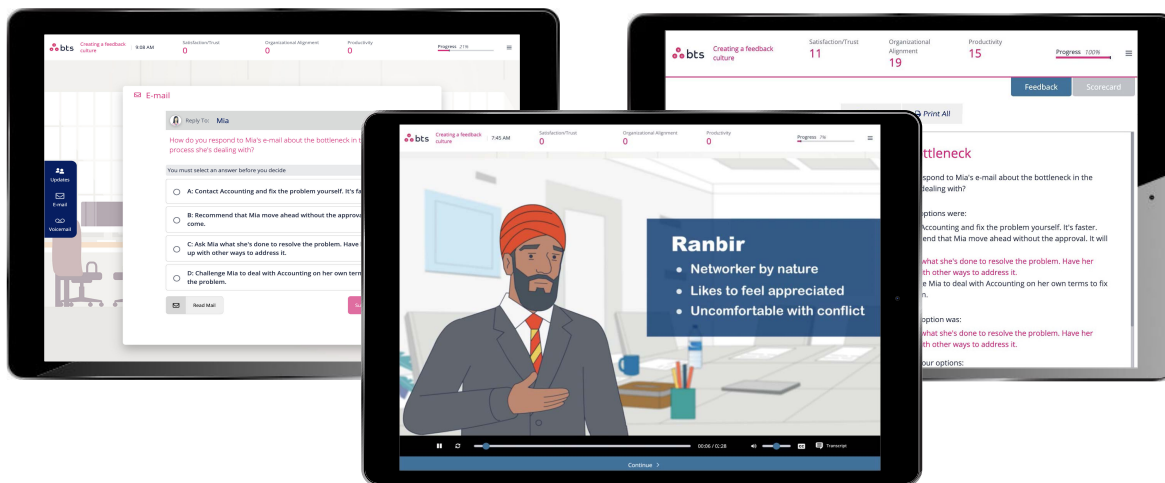 bts
Creating a feedback
culture
9:08 AM
Satisfaction/Trust
0
Organizational Alignment
0
Productivity
0
Progress 21%
E-mail
Reply To: Mia
How do you respond to Mia's e-mail about the bottleneck in
process she's dealing with?
You must select an answer before you decide
A: Contact Accounting and fix the problem yourself. It's
B: Recommend that Mia move ahead without the
come.
C: Ask Mia what she's done to resolve the problem. Have
up with other ways to address it.
D: Challenge Mia to deal with Accounting on her own
the problem.
Read Mail
Updates
E-mail
Voicemail
bts
Creating a feedback
culture
7:45 AM
Satisfaction/Trust
0
Organizational Alignment
0
Productivity
0
Progress 7%
Ranbir
• Networker by nature
• Likes to feel appreciated
• Uncomfortable with conflict
00:06 / 0:28
CC
Transcript
Continue
bts
Creating a feedback
culture
Satisfaction/Trust
11
Organizational
Alignment
19
Productivity
15
Progress 100%
Feedback
Scorecard
Print All
ttleneck
spond to Mia's e-mail about the bottleneck in the
dealing with?
options were:
Accounting and fix the problem yourself. It's faster.
end that Mia move ahead without the approval. It will
what she's done to resolve the problem. Have her
ith other ways to address it.
e Mia to deal with Accounting on her own terms to fix
option was:
what she's done to resolve the problem. Have her
ith other ways to address it.
our options: